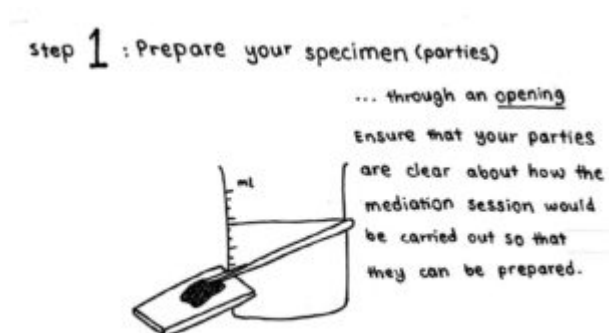 step 1 : Prepare your specimen (parties)
... through an opening
Ensure that your parties
are clear about how the
mediation session would
be carried out so that
they can be prepared.
ml